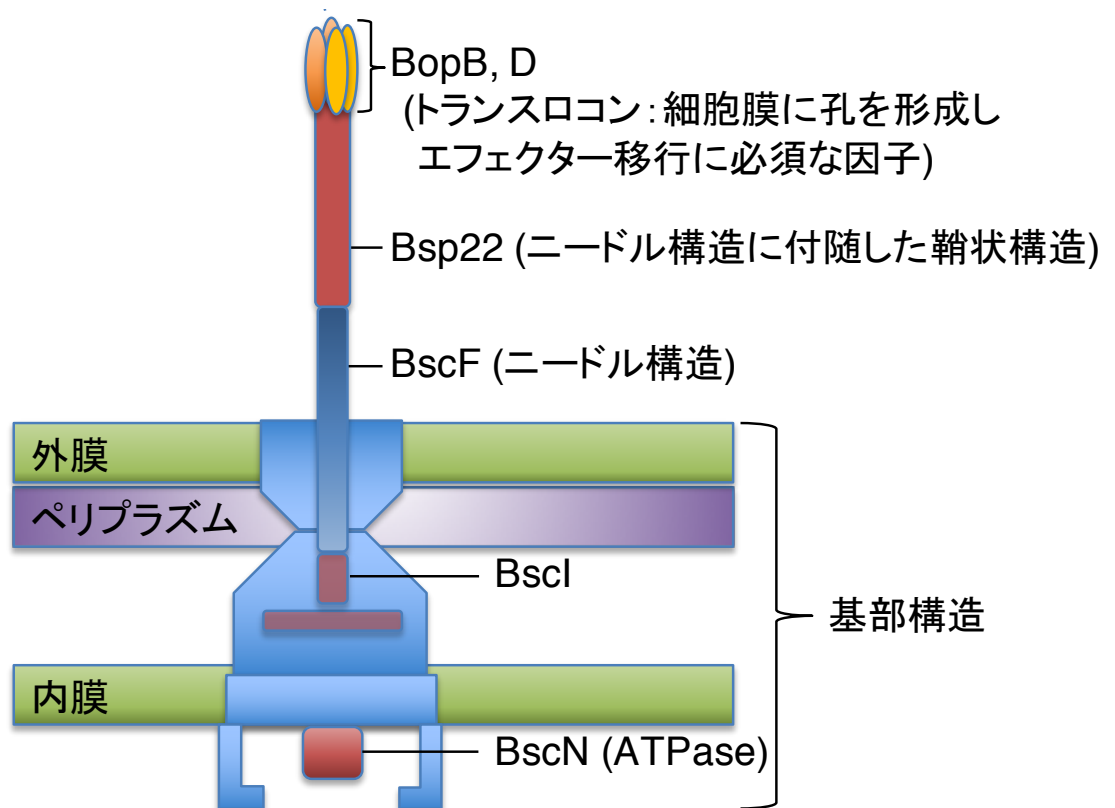 BopB, D
(トランスロコン：細胞膜に孔を形成し
エフェクター移行に必須な因子)
Bsp22 (ニードル構造に付随した鞘状構造)
BscF (ニードル構造)
外膜
ペリプラズム
BscI
基部構造
内膜
BscN (ATPase)